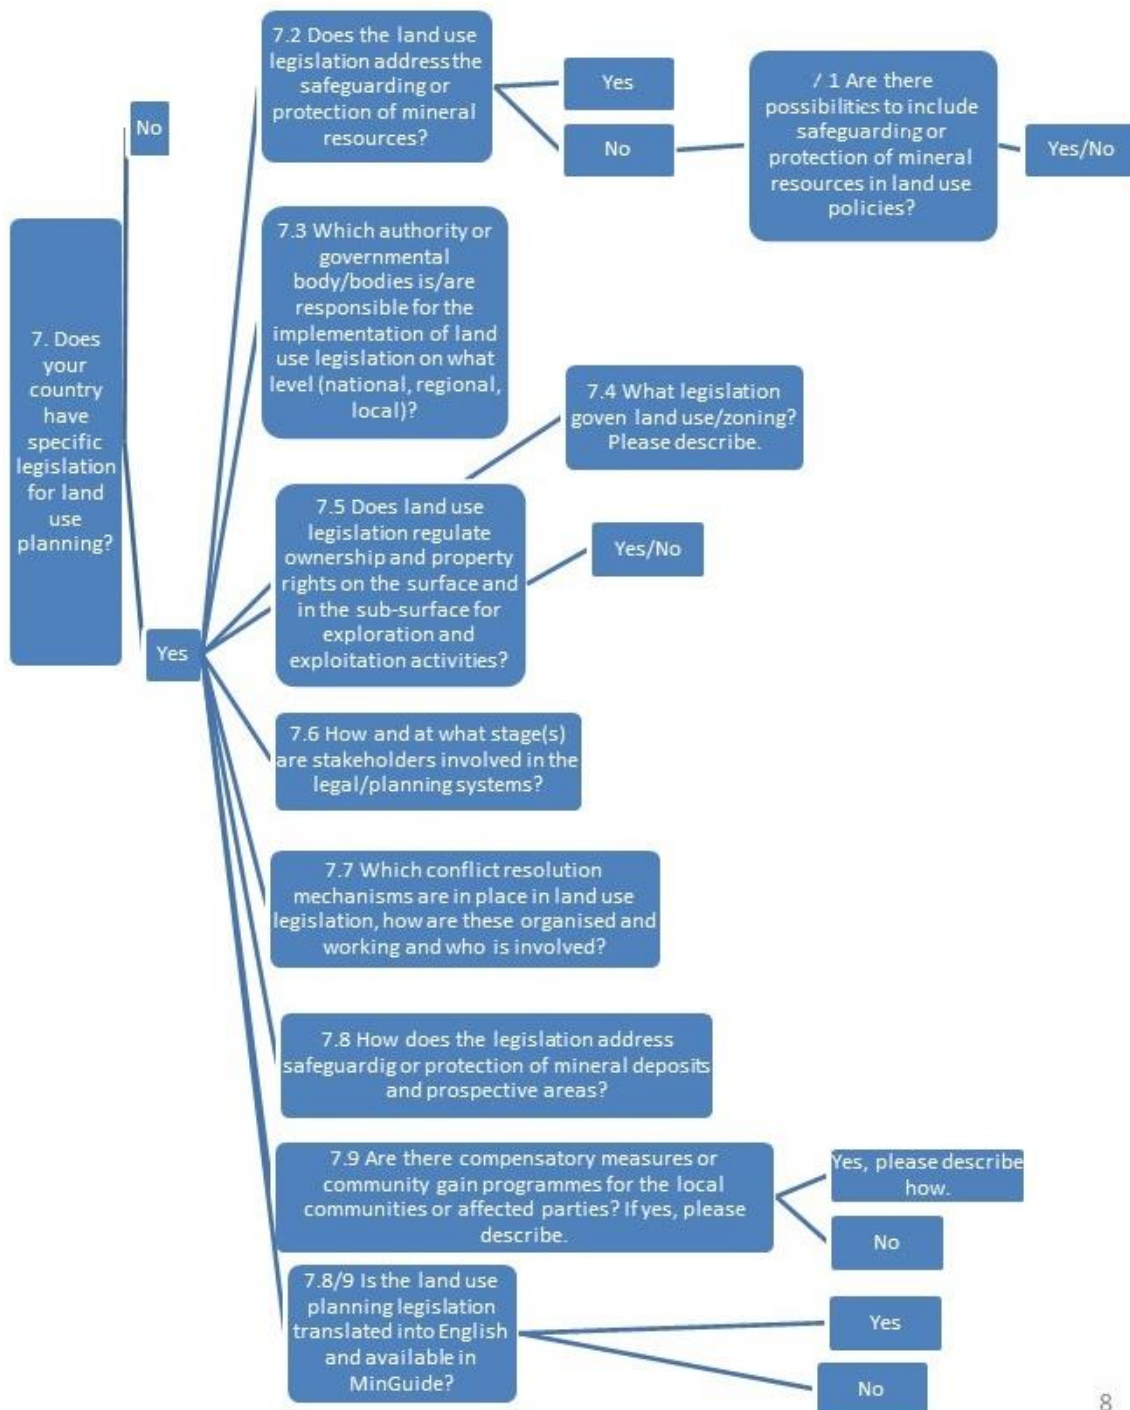 7. Does
your
country
have
specific
legislation
for land
use
planning?
No
Yes
7.2 Does the land use
legislation address the
safeguarding or
protection of mineral
resources?
Yes
No
/ 1 Are there
possibilities to include
safeguarding or
protection of mineral
resources in land use
policies?
Yes/No
7.3 Which authority or
governmental
body/bodies is/are
responsible for the
implementation of land
use legislation on what
level (national, regional,
local)?
7.4 What legislation
goven land use/zoning?
Please describe.
7.5 Does land use
legislation regulate
ownership and property
rights on the surface and
in the sub-surface for
exploration and
exploitation activities?
Yes/No
7.6 How and at what stage(s)
are stakeholders involved in the
legal/planning systems?
7.7 Which conflict resolution
mechanisms are in place in land use
legislation, how are these organised and
working and who is involved?
7.8 How does the legislation address
safeguardig or protection of mineral deposits
and prospective areas?
7.9 Are there compensatory measures or
community gain programmes for the local
communities or affected parties? If yes, please
describe.
Yes, please describe
how.
No
7.8/9 Is the land use
planning legislation
translated into English
and available in
MinGuide?
Yes
No
8